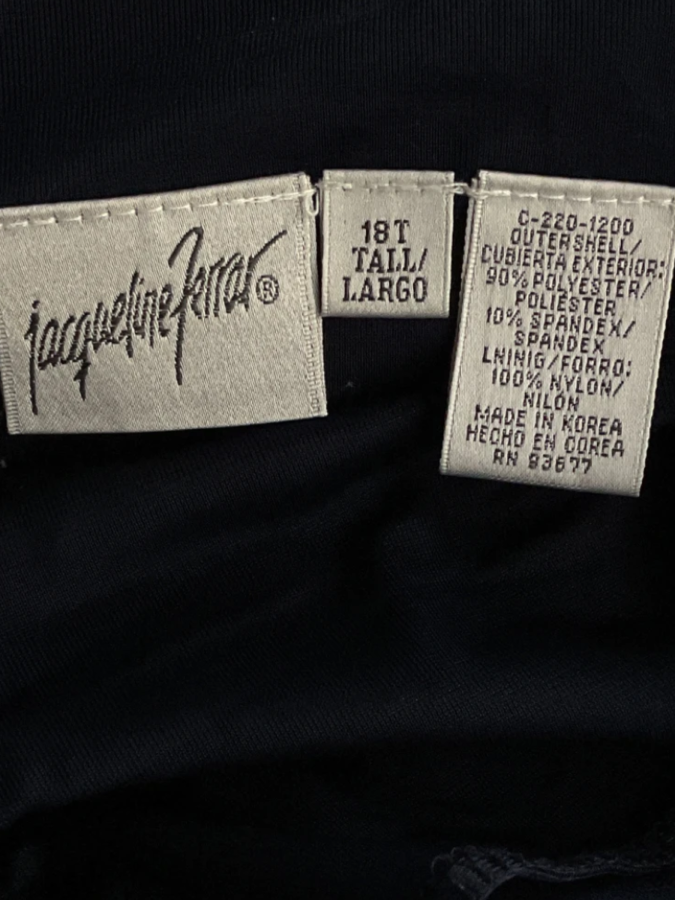 jacqueline Ferrar®
18T
TALL/
LARGO
C-220-1200
OUTERSHELL/
CUBIERTA EXTERIOR:
90% POLYESTER/
POLIESTER
10% SPANDEX/
SPANDEX
LNINIG/FORRO:
100% NYLON/
NILON
MADE IN KOREA
HECHO EN COREA
RN 93677